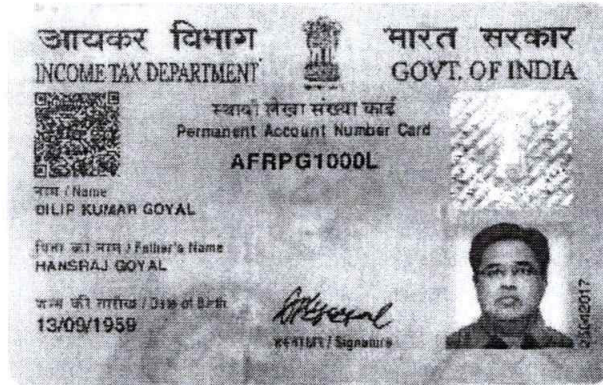 आयकर विभाग
INCOME TAX DEPARTMENT
भारत सरकार
GOVT. OF INDIA
स्थायी लेखा संख्या कार्ड
Permanent Account Number Card
AFRPG1000L
नाम / Name
DILIP KUMAR GOYAL
पिता का नाम / Father's Name
HANSRAJ GOYAL
जन्म की तारीख / Date of Birth
13/09/1959
हस्ताक्षर / Signature